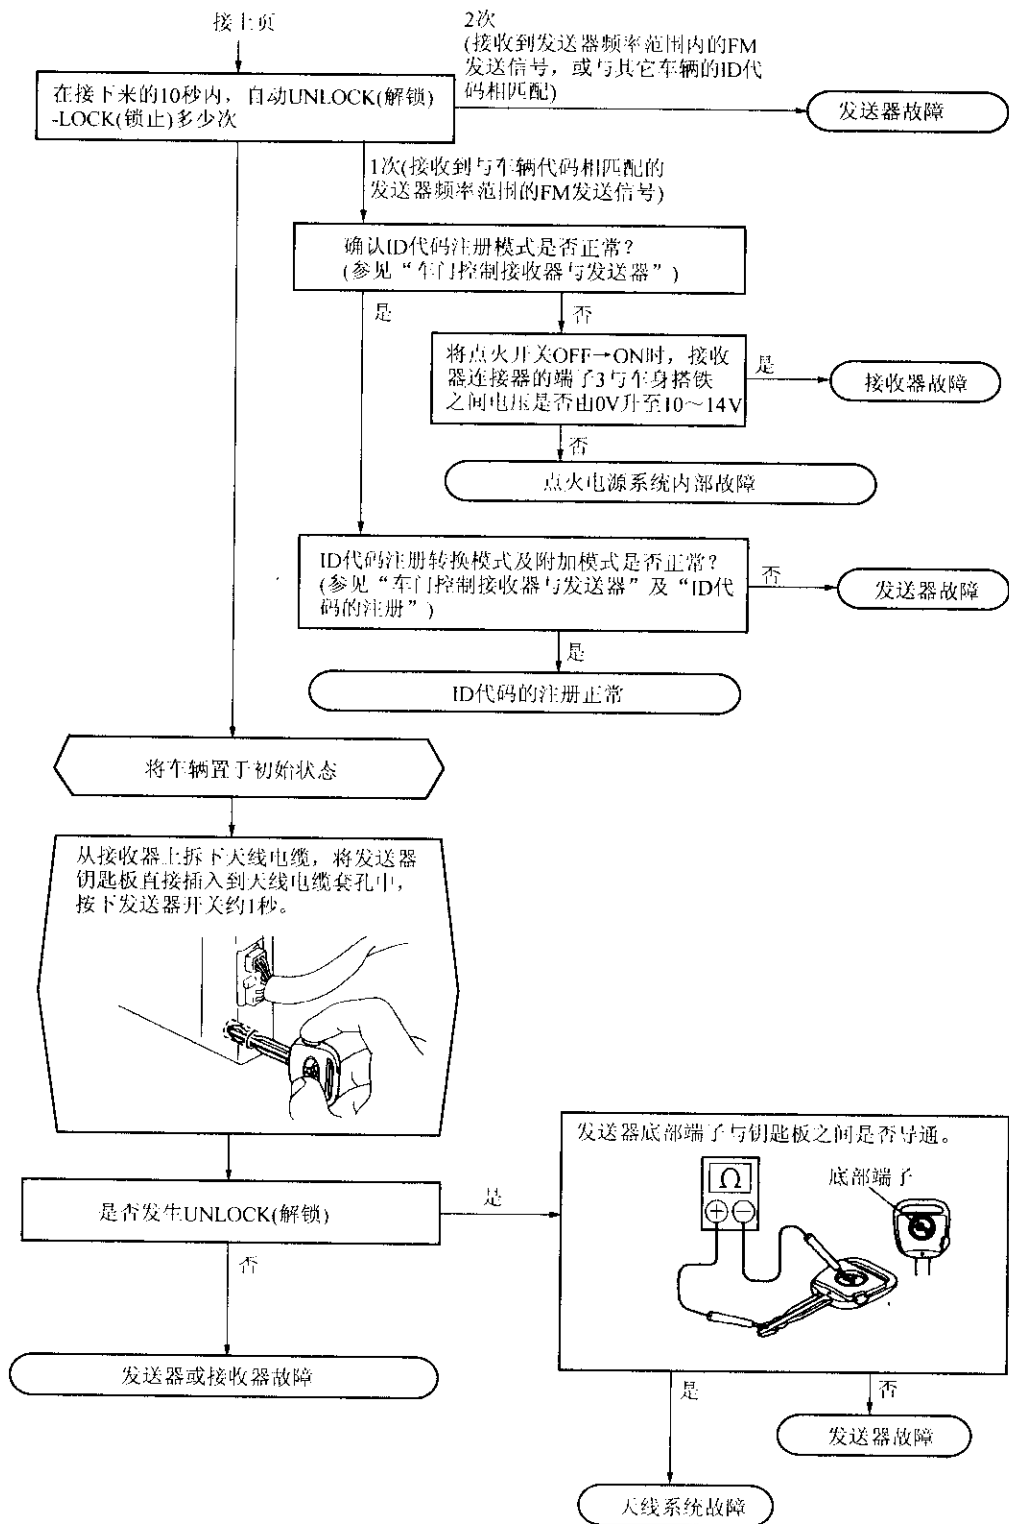 接上页
2次
(接收到发送器频率范围内的FM
发送信号，或与其它车辆的ID代
码相匹配)
在接下来的10秒内，自动UNLOCK(解锁)
-LOCK(锁止)多少次
发送器故障
1次(接收到与车辆代码相匹配的
发送器频率范围的FM发送信号)
确认ID代码注册模式是否正常？
(参见“车门控制接收器与发送器”)
是
否
将点火开关OFF→ON时，接收
器连接器的端子3与车身搭铁
之间电压是否由0V升至10～14V
是
接收器故障
否
点火电源系统内部故障
ID代码注册转换模式及附加模式是否正常？
(参见“车门控制接收器与发送器”及“ID代
码的注册”)
否
发送器故障
是
ID代码的注册正常
将车辆置于初始状态
从接收器上拆下天线电缆，将发送器
钥匙板直接插入到天线电缆套孔中，
按下发送器开关约1秒。
是否发生UNLOCK(解锁)
是
发送器底部端子与钥匙板之间是否导通。
Ω
+ −
底部端子
否
发送器或接收器故障
是
否
发送器故障
天线系统故障